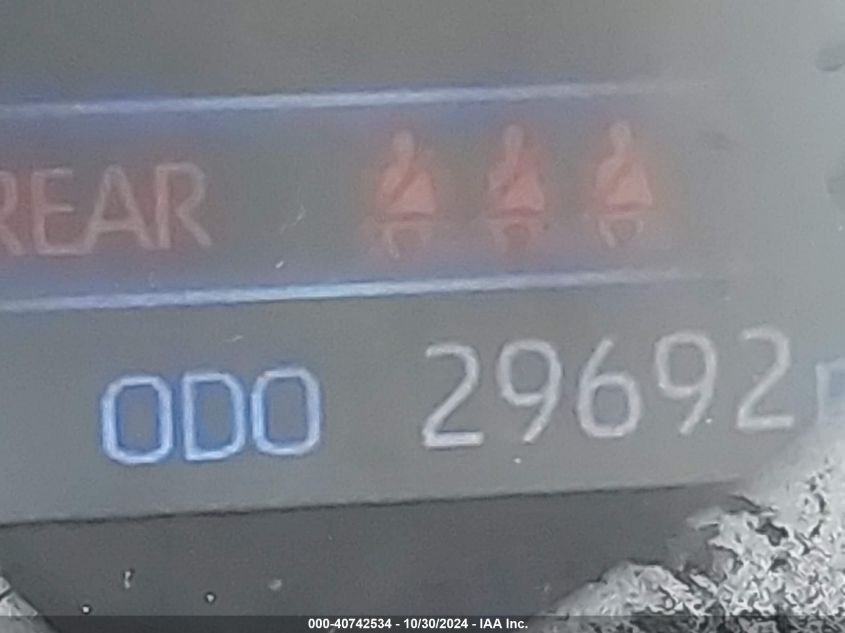 REAR
ODO 29692
000-40742534 - 10/30/2024 - IAA Inc.